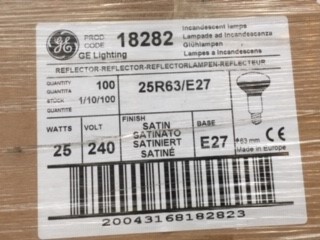 GE
PROD.
CODE
18282
Incandescent lamps
Lampade ad Incandescenza
Glühlampen
Lampes à Incandescence
GE Lighting
REFLECTOR-REFLECTOR-REFLECTORLAMPEN-REFLECTEUR
QUANTITY
QUANTITA
STÜCK
QUANTITÉ
100
1/10/100
25R63/E27
WATTS
25
VOLT
240
FINISH
SATIN
SATINATO
SATINIERT
SATINÉ
BASE
E27
63 mm
CE
Made in Europe
20043168182823